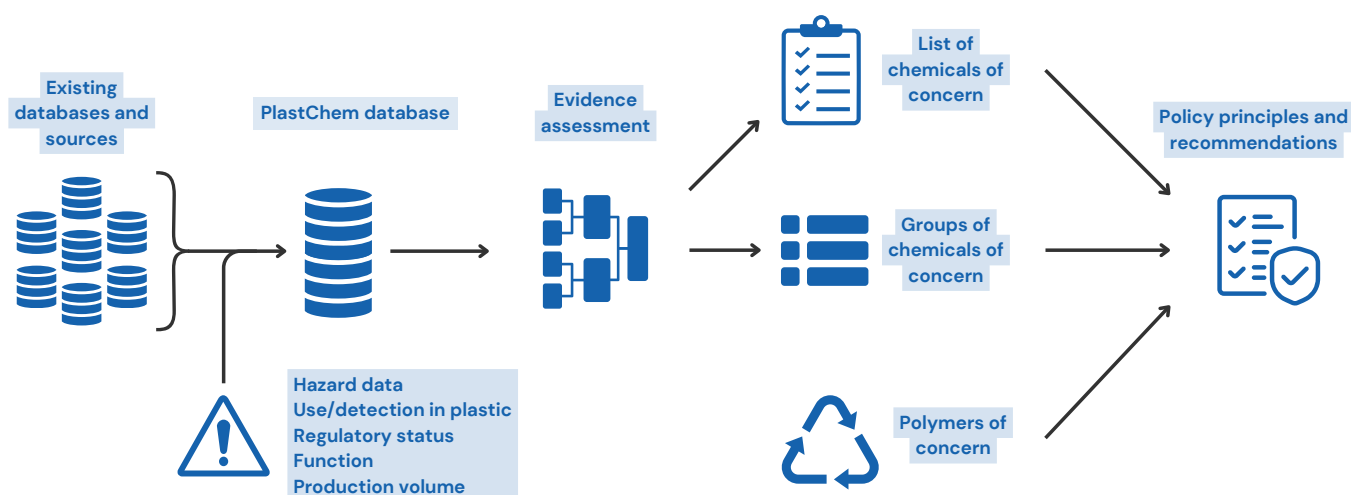 Existing
databases and
sources
PlastChem database
Evidence
assessment
List of
chemicals of
concern
Groups of
chemicals of
concern
Polymers of
concern
Policy principles and
recommendations
Hazard data
Use/detection in plastic
Regulatory status
Function
Production volume